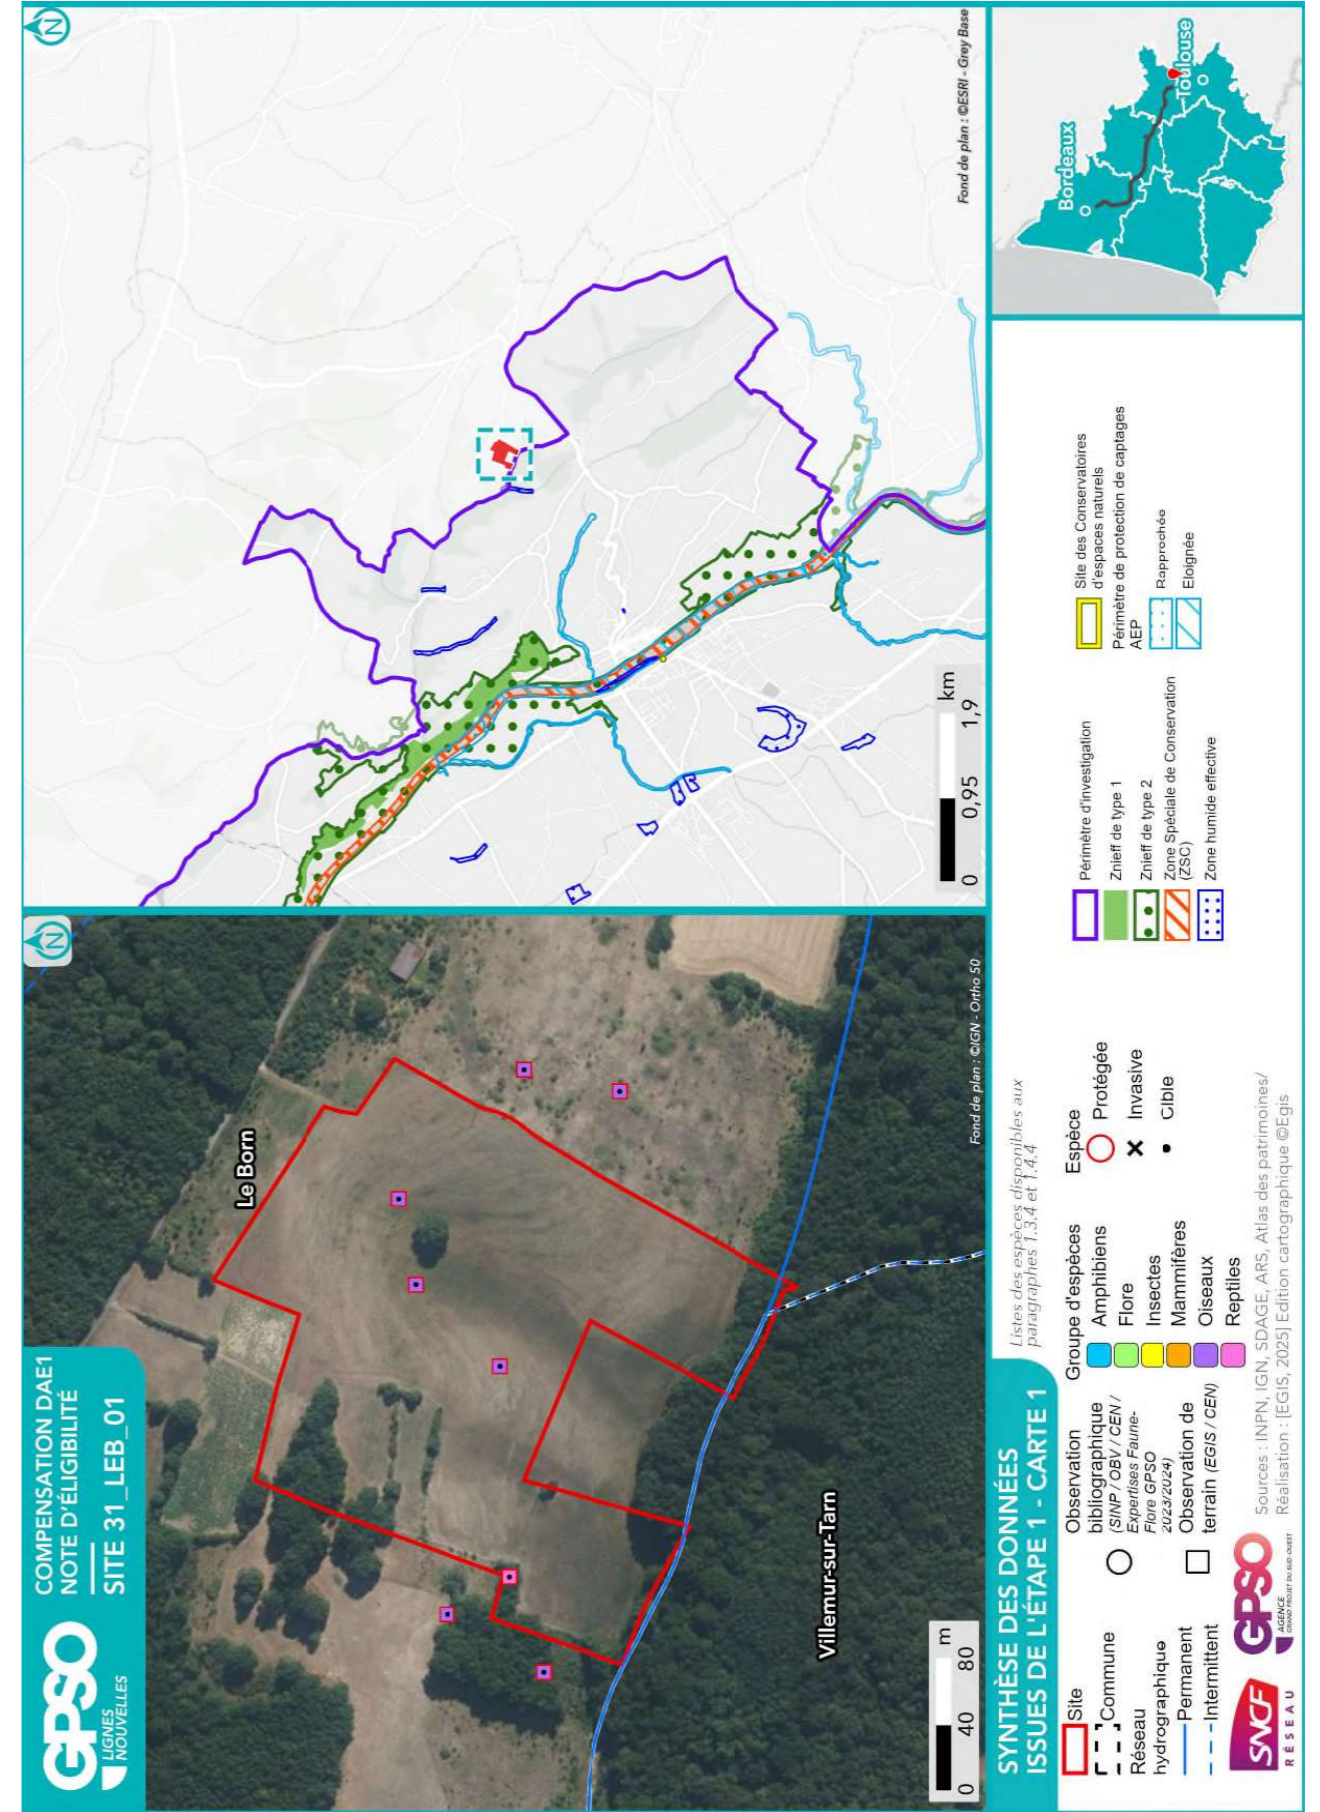 GPSO
LIGNES
NOUVELLES
COMPENSATION DAE1
NOTE D'ÉLIGIBILITÉ
SITE 31_LEB_01
N
Le Born
Villemur-sur-Tarn
0 40 80 m
Fond de plan : ©IGN - Ortho 50
N
0 0,95 1,9 km
Fond de plan : ©ESRI - Grey Base
SYNTHÈSE DES DONNÉES
ISSUES DE L'ÉTAPE 1 - CARTE 1
Listes des espèces disponibles aux
paragraphes 1.3.4 et 1.4.4
Site
Commune
Réseau
hydrographique
Permanent
Intermittent
Observation
bibliographique
(SINP / OBV / CEN /
Expertises Faune-
Flore GPSO
2023/2024)
Observation de
terrain (EGIS / CEN)
Groupe d'espèces
Amphibiens
Flore
Insectes
Mammifères
Oiseaux
Reptiles
Espèce
Protégée
Invasive
Cible
Périmètre d'investigation
Znieff de type 1
Znieff de type 2
Zone Spéciale de Conservation
(ZSC)
Zone humide effective
Site des Conservatoires
d'espaces naturels
Périmètre de protection de captages
AEP
Rapprochée
Eloignée
SNCF
RÉSEAU
GPSO
AGENCE
GRAND PROJET DU SUD-OUEST
Sources : INPN, IGN, SDAGE, ARS, Atlas des patrimoines/
Réalisation : [EGIS, 2025] Edition cartographique ©Egis
Bordeaux
Toulouse